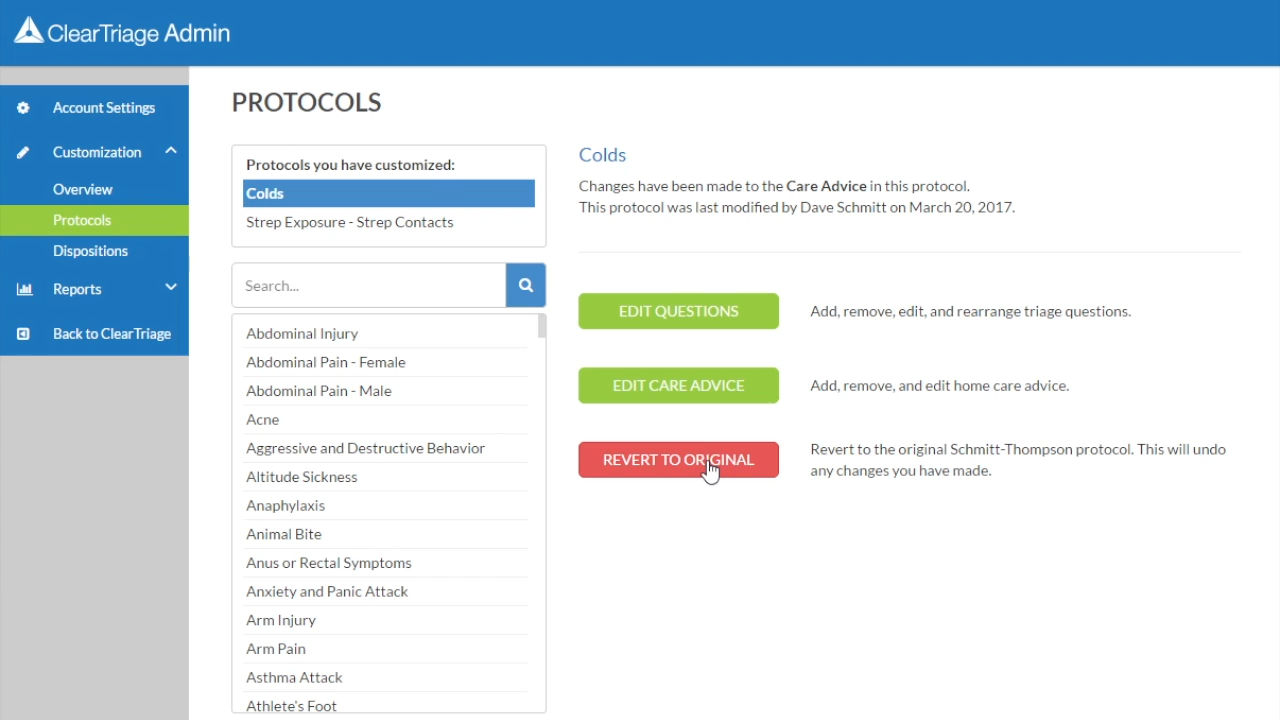 ClearTriage Admin
Account Settings
Customization
Overview
Protocols
Dispositions
Reports
Back to ClearTriage
PROTOCOLS
Protocols you have customized:
Colds
Strep Exposure - Strep Contacts
Search...
Abdominal Injury
Abdominal Pain - Female
Abdominal Pain - Male
Acne
Aggressive and Destructive Behavior
Altitude Sickness
Anaphylaxis
Animal Bite
Anus or Rectal Symptoms
Anxiety and Panic Attack
Arm Injury
Arm Pain
Asthma Attack
Athlete's Foot
Colds
Changes have been made to the Care Advice in this protocol.
This protocol was last modified by Dave Schmitt on March 20, 2017.
EDIT QUESTIONS
Add, remove, edit, and rearrange triage questions.
EDIT CARE ADVICE
Add, remove, and edit home care advice.
REVERT TO ORIGINAL
Revert to the original Schmitt-Thompson protocol. This will undo
any changes you have made.